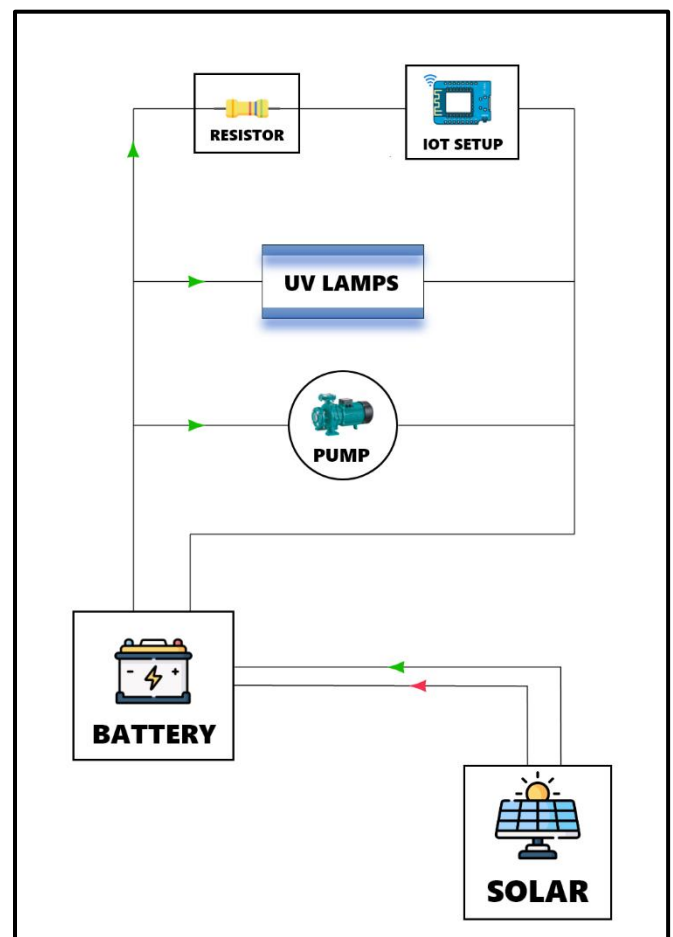 RESISTOR
IOT SETUP
UV LAMPS
PUMP
- +
BATTERY
SOLAR